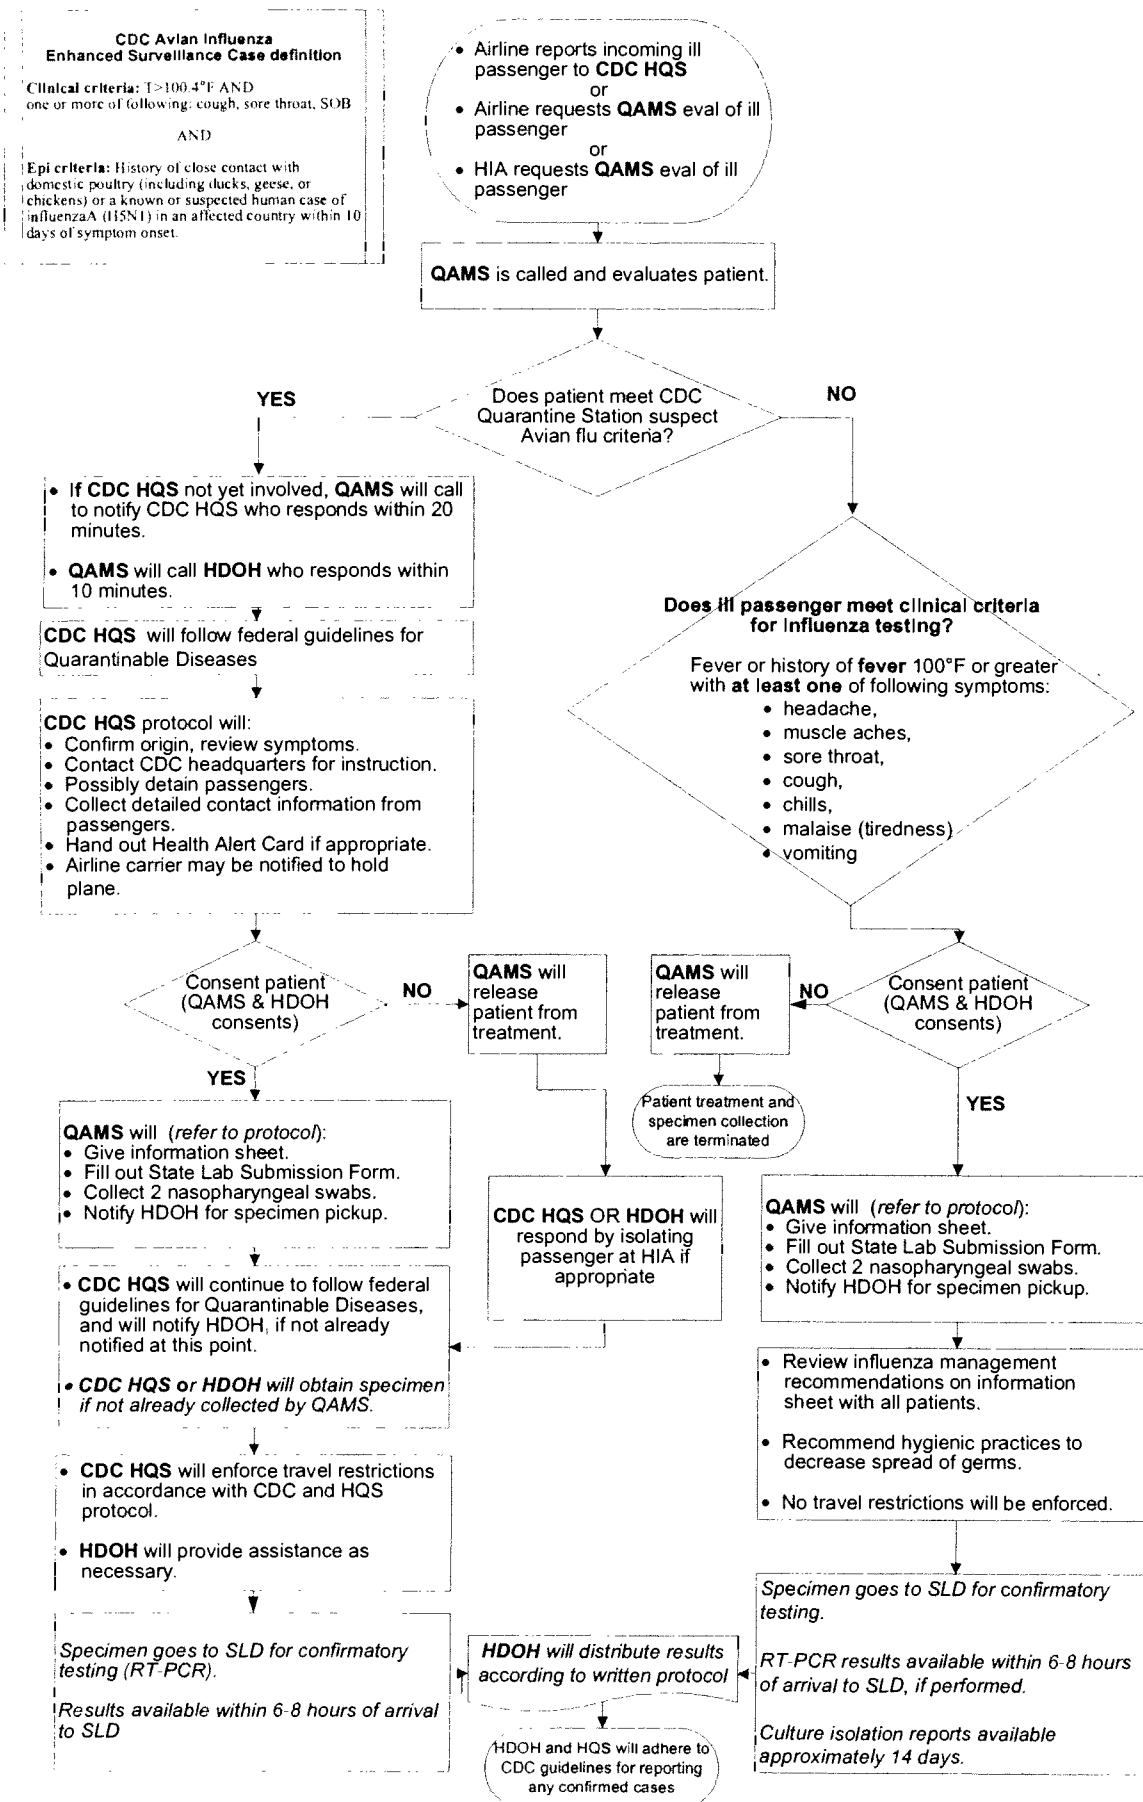 CDC Avian Influenza
Enhanced Surveillance Case definition
Clinical criteria: T>100.4°F AND
one or more of following: cough, sore throat, SOB
AND
Epi criteria: History of close contact with
domestic poultry (including ducks, geese, or
chickens) or a known or suspected human case of
influenzaA (H5N1) in an affected country within 10
days of symptom onset.
• Airline reports incoming ill
passenger to CDC HQS
or
• Airline requests QAMS eval of ill
passenger
or
• HIA requests QAMS eval of ill
passenger
QAMS is called and evaluates patient.
Does patient meet CDC
Quarantine Station suspect
Avian flu criteria?
YES
NO
• If CDC HQS not yet involved, QAMS will call
to notify CDC HQS who responds within 20
minutes.
• QAMS will call HDOH who responds within
10 minutes.
CDC HQS will follow federal guidelines for
Quarantinable Diseases
CDC HQS protocol will:
• Confirm origin, review symptoms.
• Contact CDC headquarters for instruction.
• Possibly detain passengers.
• Collect detailed contact information from
passengers.
• Hand out Health Alert Card if appropriate.
• Airline carrier may be notified to hold
plane.
Does ill passenger meet clinical criteria
for Influenza testing?
Fever or history of fever 100°F or greater
with at least one of following symptoms:
• headache,
• muscle aches,
• sore throat,
• cough,
• chills,
• malaise (tiredness)
• vomiting
Consent patient
(QAMS & HDOH
consents)
NO
YES
QAMS will
release
patient from
treatment.
QAMS will
release
patient from
treatment.
NO
Consent patient
(QAMS & HDOH
consents)
YES
Patient treatment and
specimen collection
are terminated
QAMS will (refer to protocol):
• Give information sheet.
• Fill out State Lab Submission Form.
• Collect 2 nasopharyngeal swabs.
• Notify HDOH for specimen pickup.
CDC HQS OR HDOH will
respond by isolating
passenger at HIA if
appropriate
QAMS will (refer to protocol):
• Give information sheet.
• Fill out State Lab Submission Form.
• Collect 2 nasopharyngeal swabs.
• Notify HDOH for specimen pickup.
• CDC HQS will continue to follow federal
guidelines for Quarantinable Diseases,
and will notify HDOH, if not already
notified at this point.
• CDC HQS or HDOH will obtain specimen
if not already collected by QAMS.
• Review influenza management
recommendations on information
sheet with all patients.
• Recommend hygienic practices to
decrease spread of germs.
• No travel restrictions will be enforced.
• CDC HQS will enforce travel restrictions
in accordance with CDC and HQS
protocol.
• HDOH will provide assistance as
necessary.
Specimen goes to SLD for confirmatory
testing (RT-PCR).
Results available within 6-8 hours of arrival
to SLD
HDOH will distribute results
according to written protocol
Specimen goes to SLD for confirmatory
testing.
RT-PCR results available within 6-8 hours
of arrival to SLD, if performed.
Culture isolation reports available
approximately 14 days.
HDOH and HQS will adhere to
CDC guidelines for reporting
any confirmed cases